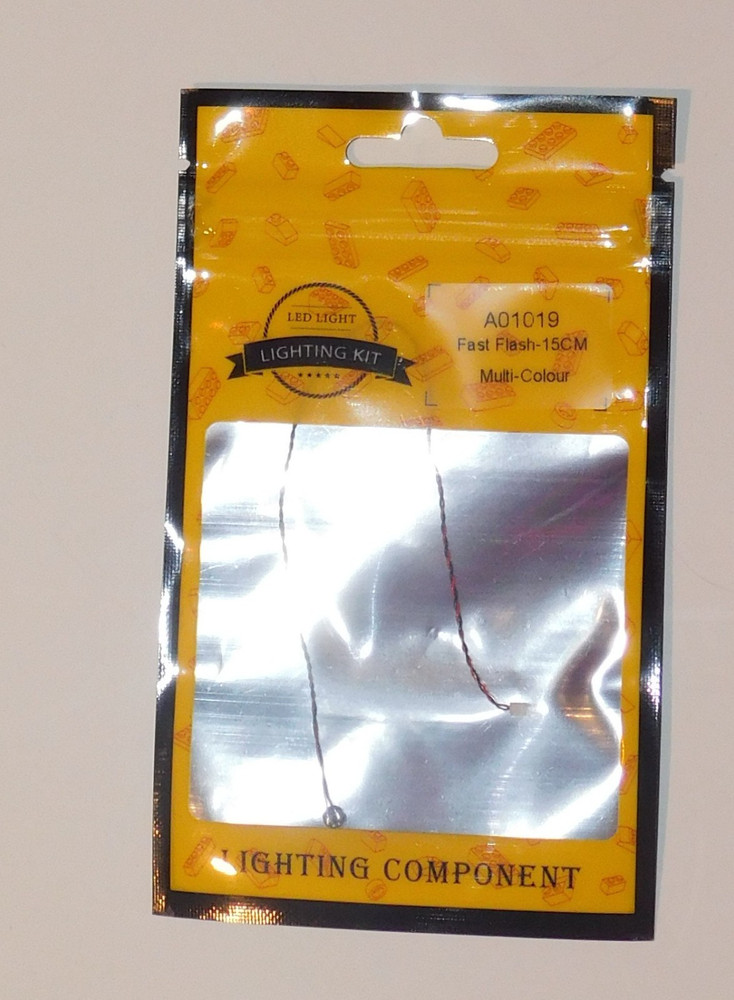 LED LIGHT
LIGHTING KIT
A01019
Fast Flash-15CM
Multi-Colour
LIGHTING COMPONENT